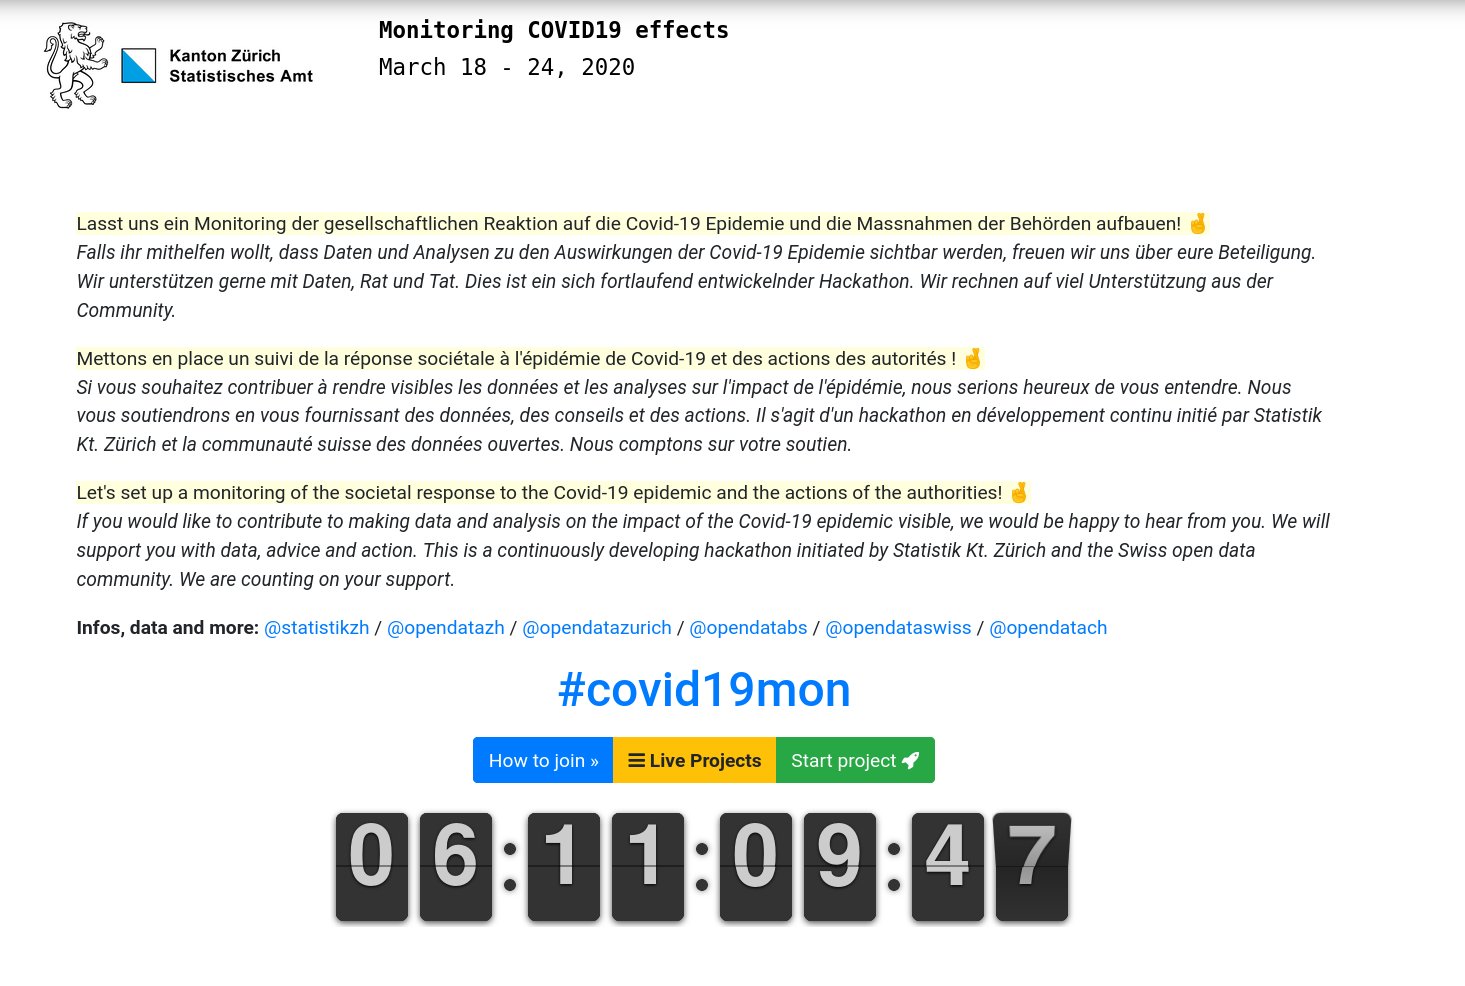 Kanton Zürich
Statistisches Amt
Monitoring COVID19 effects
March 18 - 24, 2020
Lasst uns ein Monitoring der gesellschaftlichen Reaktion auf die Covid-19 Epidemie und die Massnahmen der Behörden aufbauen! 🤞
Falls ihr mithelfen wollt, dass Daten und Analysen zu den Auswirkungen der Covid-19 Epidemie sichtbar werden, freuen wir uns über eure Beteiligung.
Wir unterstützen gerne mit Daten, Rat und Tat. Dies ist ein sich fortlaufend entwickelnder Hackathon. Wir rechnen auf viel Unterstützung aus der
Community.
Mettons en place un suivi de la réponse sociétale à l'épidémie de Covid-19 et des actions des autorités ! 🤞
Si vous souhaitez contribuer à rendre visibles les données et les analyses sur l'impact de l'épidémie, nous serions heureux de vous entendre. Nous
vous soutiendrons en vous fournissant des données, des conseils et des actions. Il s'agit d'un hackathon en développement continu initié par Statistik
Kt. Zürich et la communauté suisse des données ouvertes. Nous comptons sur votre soutien.
Let's set up a monitoring of the societal response to the Covid-19 epidemic and the actions of the authorities! 🤞
If you would like to contribute to making data and analysis on the impact of the Covid-19 epidemic visible, we would be happy to hear from you. We will
support you with data, advice and action. This is a continuously developing hackathon initiated by Statistik Kt. Zürich and the Swiss open data
community. We are counting on your support.
Infos, data and more: @statistikzh / @opendatazh / @opendatazurich / @opendatabs / @opendataswiss / @opendatach
#covid19mon
How to join » Live Projects Start project
06:11:09:47